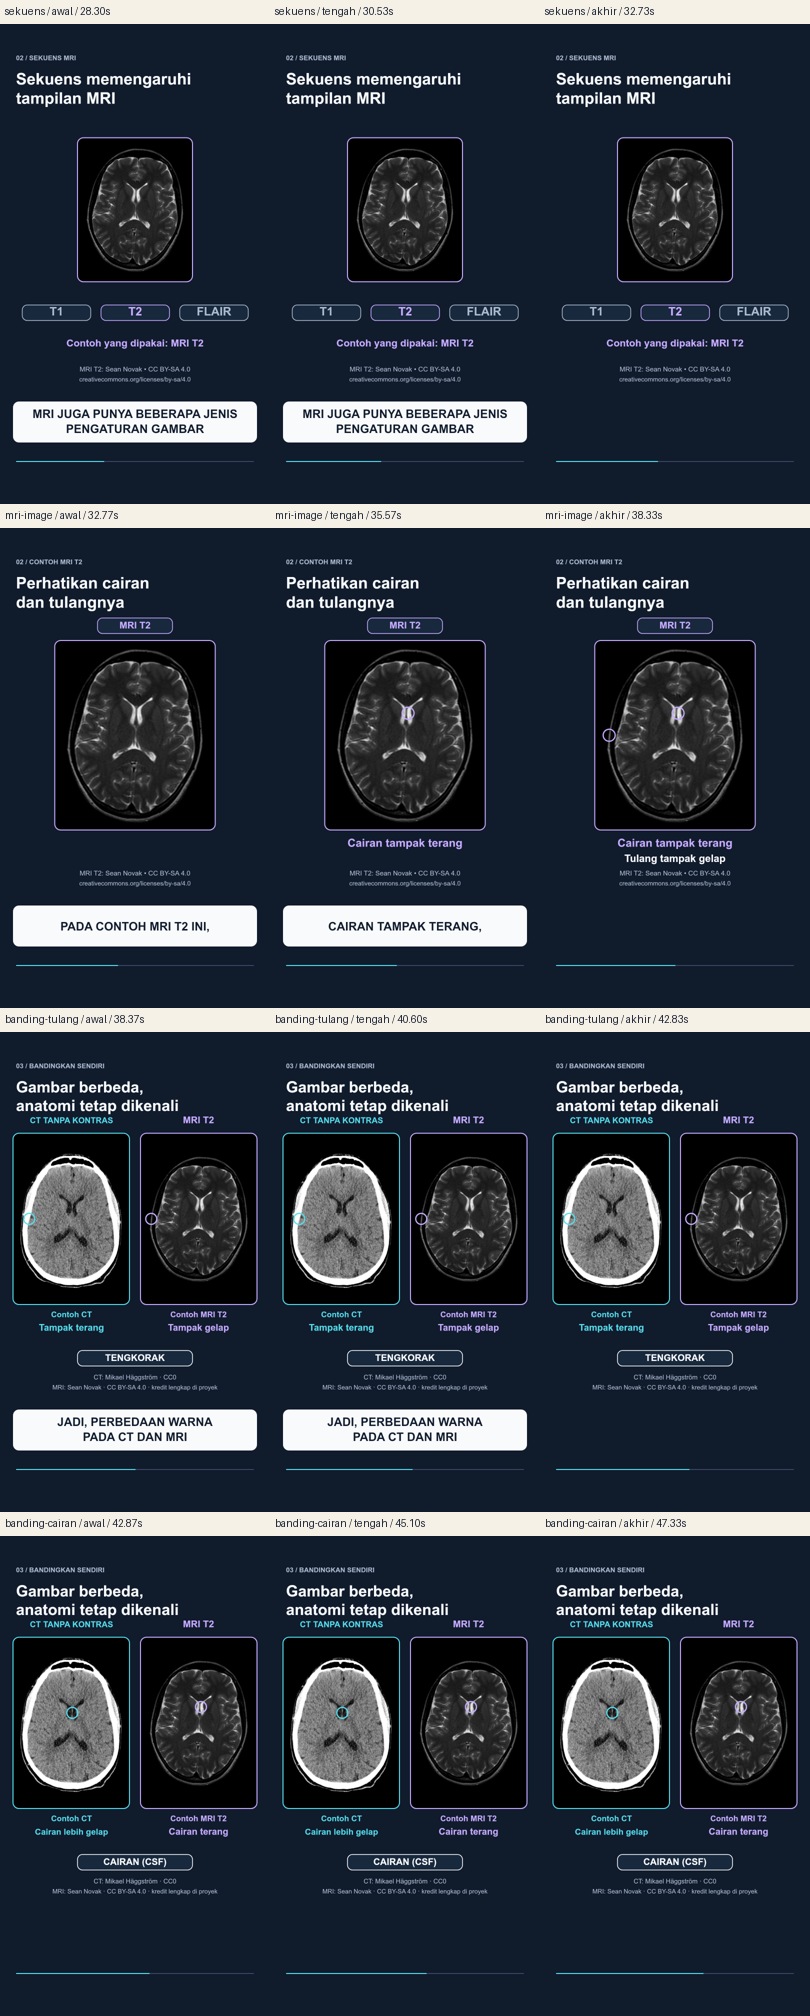 sekuens / awal / 28.30s
02 / SEKUENS MRI
Sekuens memengaruhi
tampilan MRI
T1 T2 FLAIR
Contoh yang dipakai: MRI T2
MRI T2: Sean Novak • CC BY-SA 4.0
creativecommons.org/licenses/by-sa/4.0
MRI JUGA PUNYA BEBERAPA JENIS
PENGATURAN GAMBAR
sekuens / tengah / 30.53s
02 / SEKUENS MRI
Sekuens memengaruhi
tampilan MRI
T1 T2 FLAIR
Contoh yang dipakai: MRI T2
MRI T2: Sean Novak • CC BY-SA 4.0
creativecommons.org/licenses/by-sa/4.0
MRI JUGA PUNYA BEBERAPA JENIS
PENGATURAN GAMBAR
sekuens / akhir / 32.73s
02 / SEKUENS MRI
Sekuens memengaruhi
tampilan MRI
T1 T2 FLAIR
Contoh yang dipakai: MRI T2
MRI T2: Sean Novak • CC BY-SA 4.0
creativecommons.org/licenses/by-sa/4.0
mri-image / awal / 32.77s
02 / CONTOH MRI T2
Perhatikan cairan
dan tulangnya
MRI T2
MRI T2: Sean Novak • CC BY-SA 4.0
creativecommons.org/licenses/by-sa/4.0
PADA CONTOH MRI T2 INI,
mri-image / tengah / 35.57s
02 / CONTOH MRI T2
Perhatikan cairan
dan tulangnya
MRI T2
Cairan tampak terang
MRI T2: Sean Novak • CC BY-SA 4.0
creativecommons.org/licenses/by-sa/4.0
CAIRAN TAMPAK TERANG,
mri-image / akhir / 38.33s
02 / CONTOH MRI T2
Perhatikan cairan
dan tulangnya
MRI T2
Cairan tampak terang
Tulang tampak gelap
MRI T2: Sean Novak • CC BY-SA 4.0
creativecommons.org/licenses/by-sa/4.0
banding-tulang / awal / 38.37s
03 / BANDINGKAN SENDIRI
Gambar berbeda,
anatomi tetap dikenali
CT TANPA KONTRAS MRI T2
Contoh CT Contoh MRI T2
Tampak terang Tampak gelap
TENGKORAK
CT: Mikael Häggström · CC0
MRI: Sean Novak · CC BY-SA 4.0 · kredit lengkap di proyek
JADI, PERBEDAAN WARNA
PADA CT DAN MRI
banding-tulang / tengah / 40.60s
03 / BANDINGKAN SENDIRI
Gambar berbeda,
anatomi tetap dikenali
CT TANPA KONTRAS MRI T2
Contoh CT Contoh MRI T2
Tampak terang Tampak gelap
TENGKORAK
CT: Mikael Häggström · CC0
MRI: Sean Novak · CC BY-SA 4.0 · kredit lengkap di proyek
JADI, PERBEDAAN WARNA
PADA CT DAN MRI
banding-tulang / akhir / 42.83s
03 / BANDINGKAN SENDIRI
Gambar berbeda,
anatomi tetap dikenali
CT TANPA KONTRAS MRI T2
Contoh CT Contoh MRI T2
Tampak terang Tampak gelap
TENGKORAK
CT: Mikael Häggström · CC0
MRI: Sean Novak · CC BY-SA 4.0 · kredit lengkap di proyek
banding-cairan / awal / 42.87s
03 / BANDINGKAN SENDIRI
Gambar berbeda,
anatomi tetap dikenali
CT TANPA KONTRAS MRI T2
Contoh CT Contoh MRI T2
Cairan lebih gelap Cairan terang
CAIRAN (CSF)
CT: Mikael Häggström · CC0
MRI: Sean Novak · CC BY-SA 4.0 · kredit lengkap di proyek
banding-cairan / tengah / 45.10s
03 / BANDINGKAN SENDIRI
Gambar berbeda,
anatomi tetap dikenali
CT TANPA KONTRAS MRI T2
Contoh CT Contoh MRI T2
Cairan lebih gelap Cairan terang
CAIRAN (CSF)
CT: Mikael Häggström · CC0
MRI: Sean Novak · CC BY-SA 4.0 · kredit lengkap di proyek
banding-cairan / akhir / 47.33s
03 / BANDINGKAN SENDIRI
Gambar berbeda,
anatomi tetap dikenali
CT TANPA KONTRAS MRI T2
Contoh CT Contoh MRI T2
Cairan lebih gelap Cairan terang
CAIRAN (CSF)
CT: Mikael Häggström · CC0
MRI: Sean Novak · CC BY-SA 4.0 · kredit lengkap di proyek